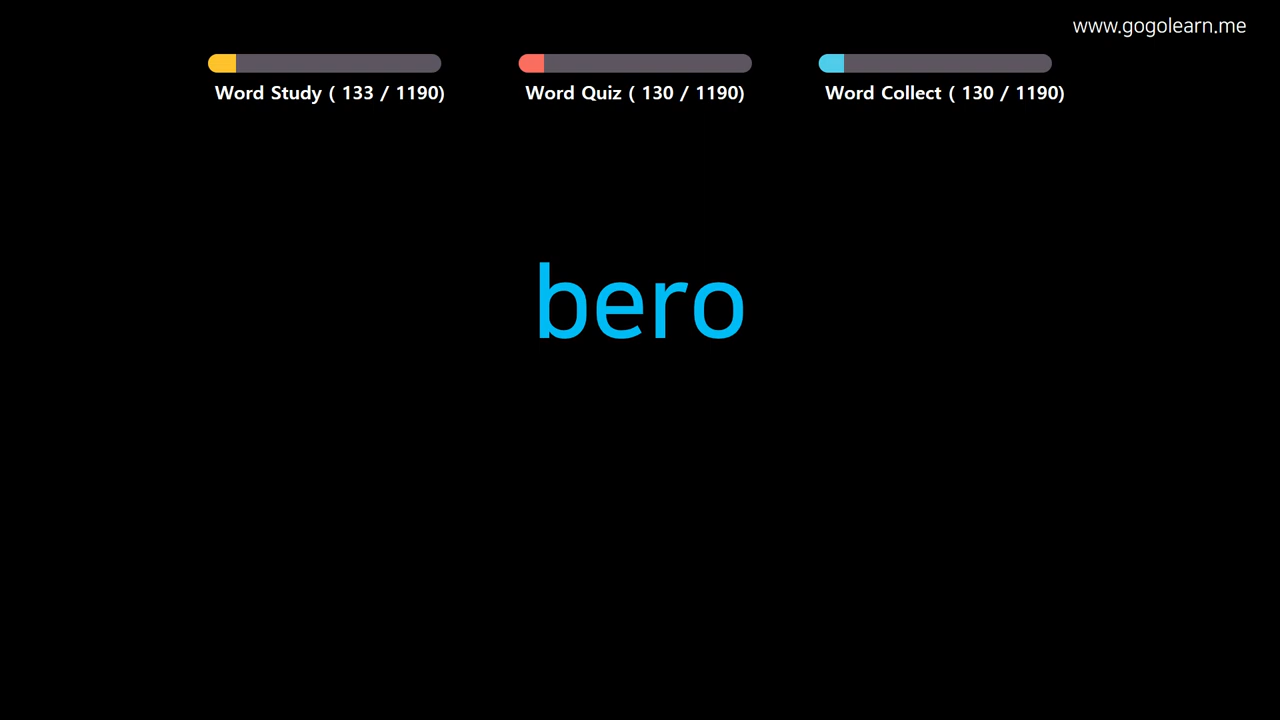 www.gogolearn.me
Word Study ( 133 / 1190)
Word Quiz ( 130 / 1190)
Word Collect ( 130 / 1190)
bero